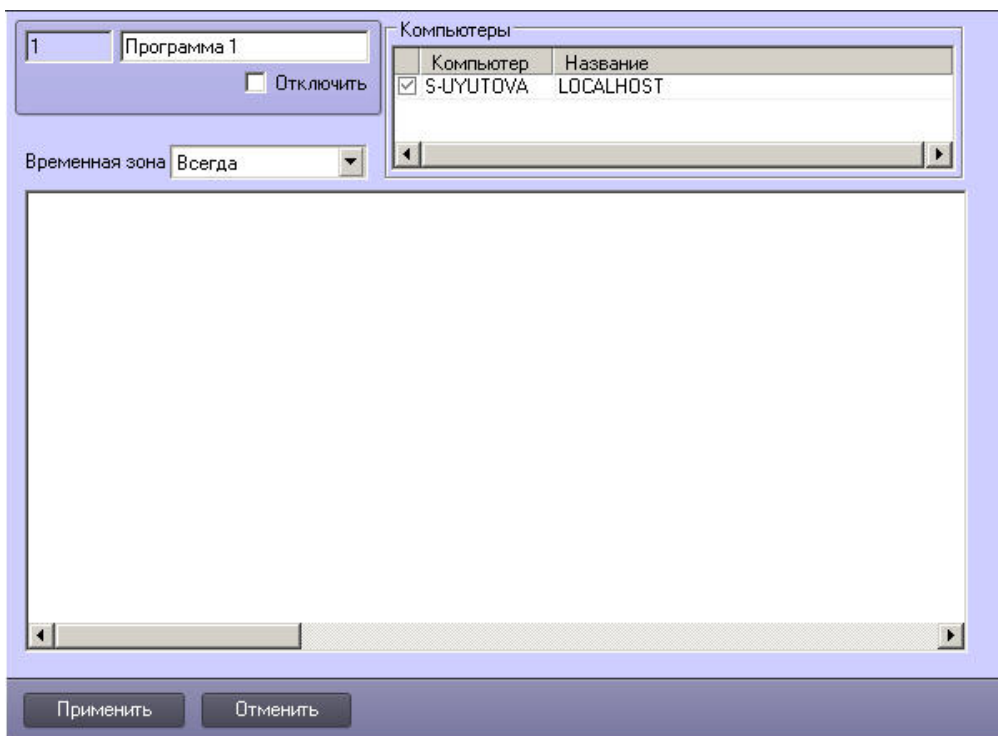 1
Программа 1
Отключить
Временная зона Всегда
Компьютеры
Компьютер Название
S-UYUTOVA LOCALHOST
Применить Отменить